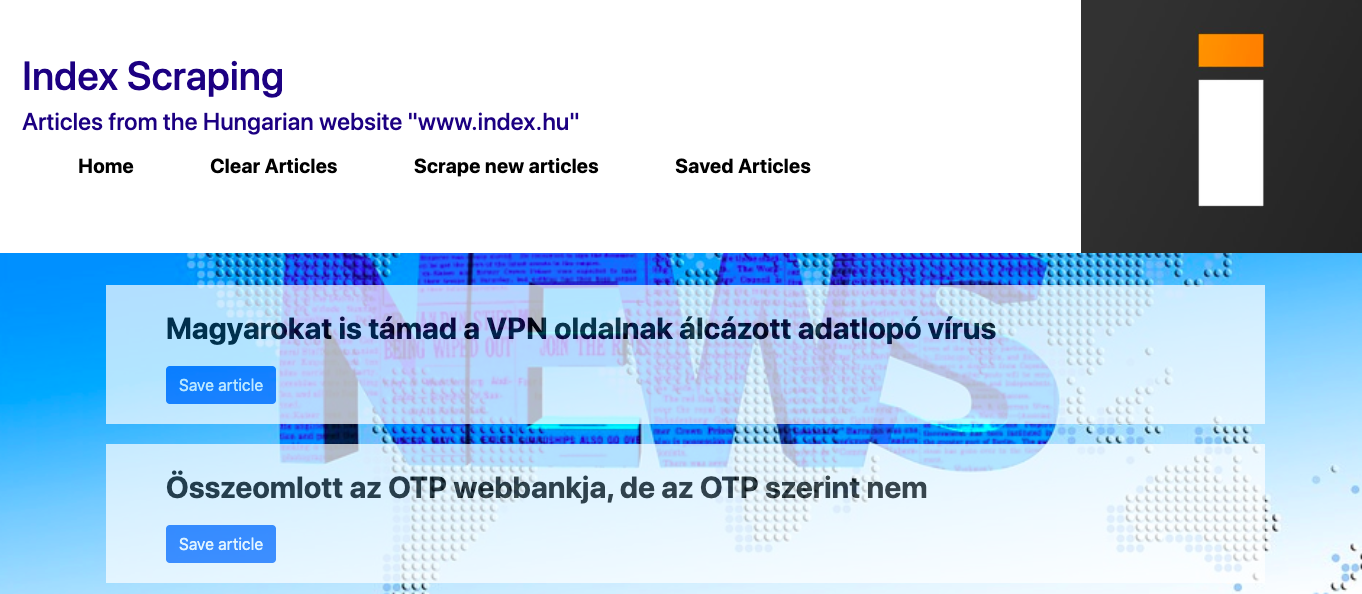 Index Scraping
Articles from the Hungarian website "www.index.hu"
Home Clear Articles Scrape new articles Saved Articles
NEWS
Magyarokat is támad a VPN oldalnak álcázott adatlopó vírus
Save article
Összeomlott az OTP webbankja, de az OTP szerint nem
Save article